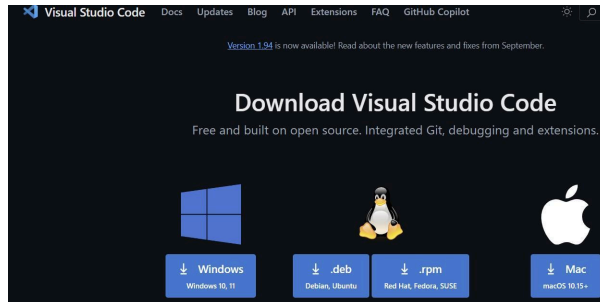 Visual Studio Code Docs Updates Blog API Extensions FAQ GitHub Copilot
Version 1.94 is now available! Read about the new features and fixes from September.
Download Visual Studio Code
Free and built on open source. Integrated Git, debugging and extensions.
Windows .deb .rpm Mac
Windows 10, 11 Debian, Ubuntu Red Hat, Fedora, SUSE macOS 10.15+